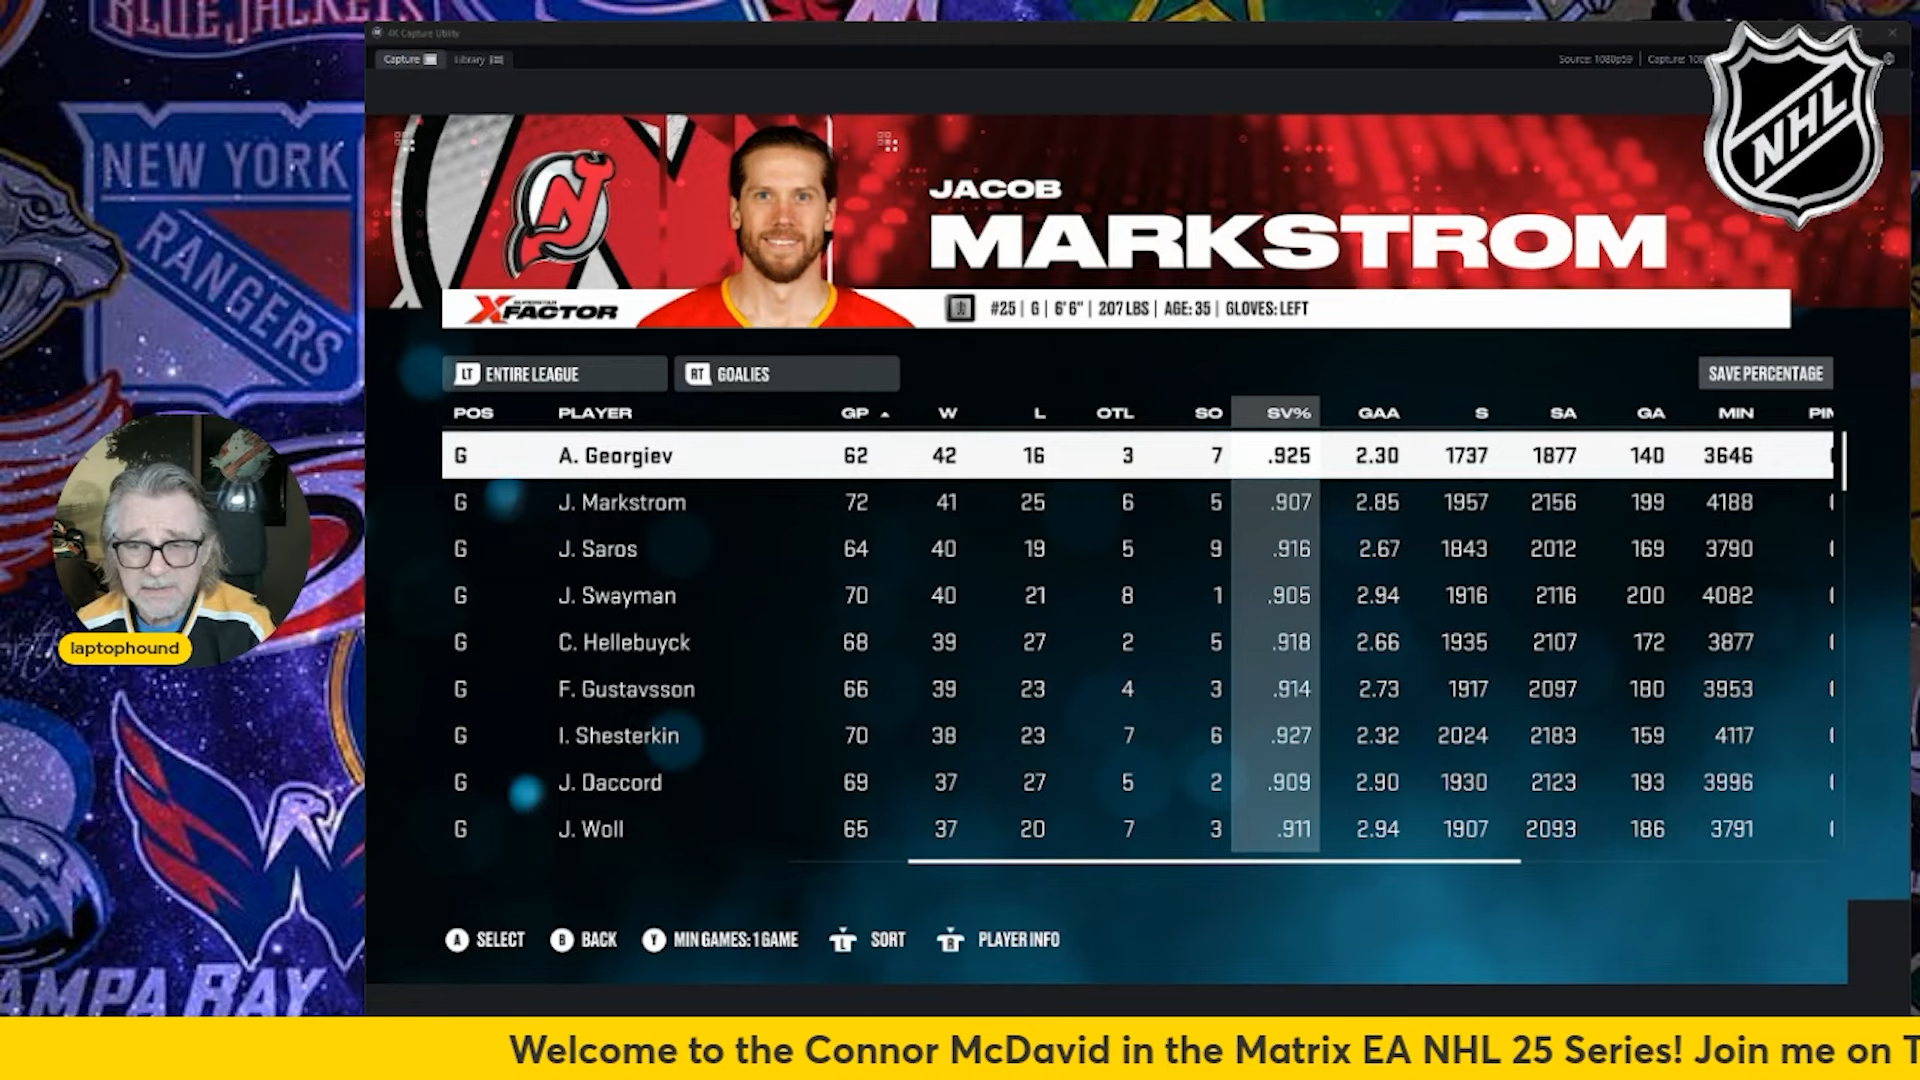 BLUE JACKETS
4K Capture Utility
Capture
Library
Source: 1080p59
NHL
NEW YORK
RANGERS
JACOB
MARKSTROM
SUPERSTAR
X FACTOR
#25 | G | 6'6" | 207 LBS | AGE: 35 | GLOVES: LEFT
LT ENTIRE LEAGUE
RT GOALIES
SAVE PERCENTAGE
POS PLAYER GP W L OTL SO SV% GAA S SA GA MIN PIM
G A. Georgiev 62 42 16 3 7 .925 2.30 1737 1877 140 3646
G J. Markstrom 72 41 25 6 5 .907 2.85 1957 2156 199 4188
G J. Saros 64 40 19 5 9 .916 2.67 1843 2012 169 3790
G J. Swayman 70 40 21 8 1 .905 2.94 1916 2116 200 4082
G C. Hellebuyck 68 39 27 2 5 .918 2.66 1935 2107 172 3877
G F. Gustavsson 66 39 23 4 3 .914 2.73 1917 2097 180 3953
G I. Shesterkin 70 38 23 7 6 .927 2.32 2024 2183 159 4117
G J. Daccord 69 37 27 5 2 .909 2.90 1930 2123 193 3996
G J. Woll 65 37 20 7 3 .911 2.94 1907 2093 186 3791
laptophound
A SELECT B BACK Y MIN GAMES: 1 GAME L SORT R PLAYER INFO
AMPA BAY
Welcome to the Connor McDavid in the Matrix EA NHL 25 Series! Join me on T